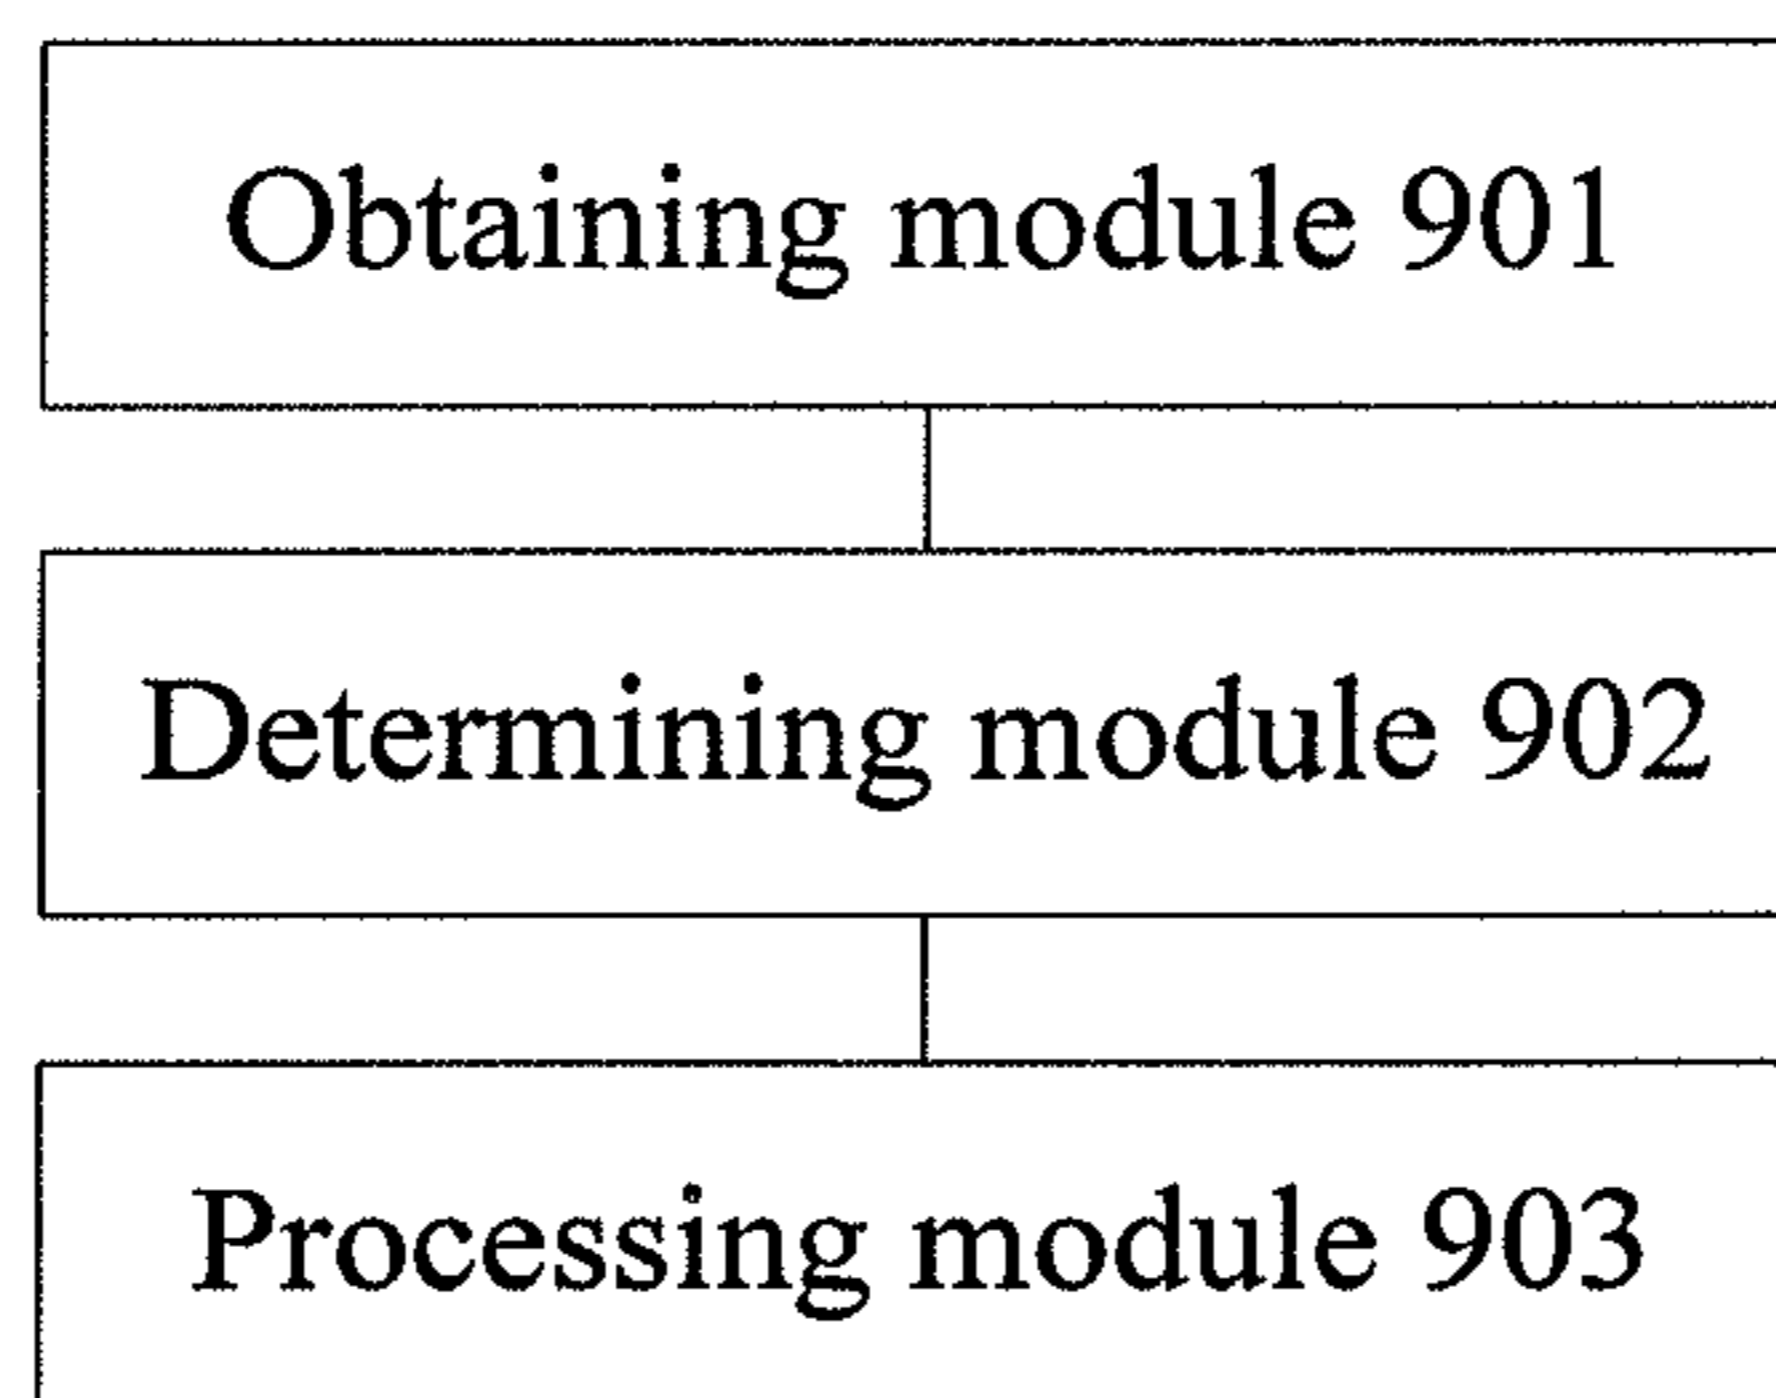 Obtaining module 901
Determining module 902
Processing module 903